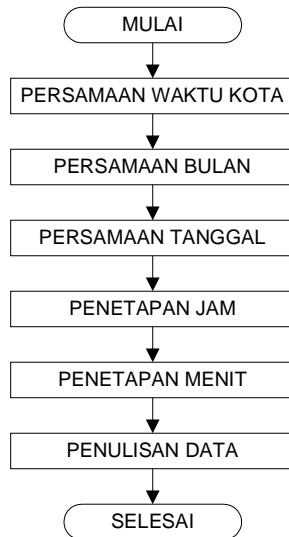 MULAI
PERSAMAAN WAKTU KOTA
PERSAMAAN BULAN
PERSAMAAN TANGGAL
PENETAPAN JAM
PENETAPAN MENIT
PENULISAN DATA
SELESAI